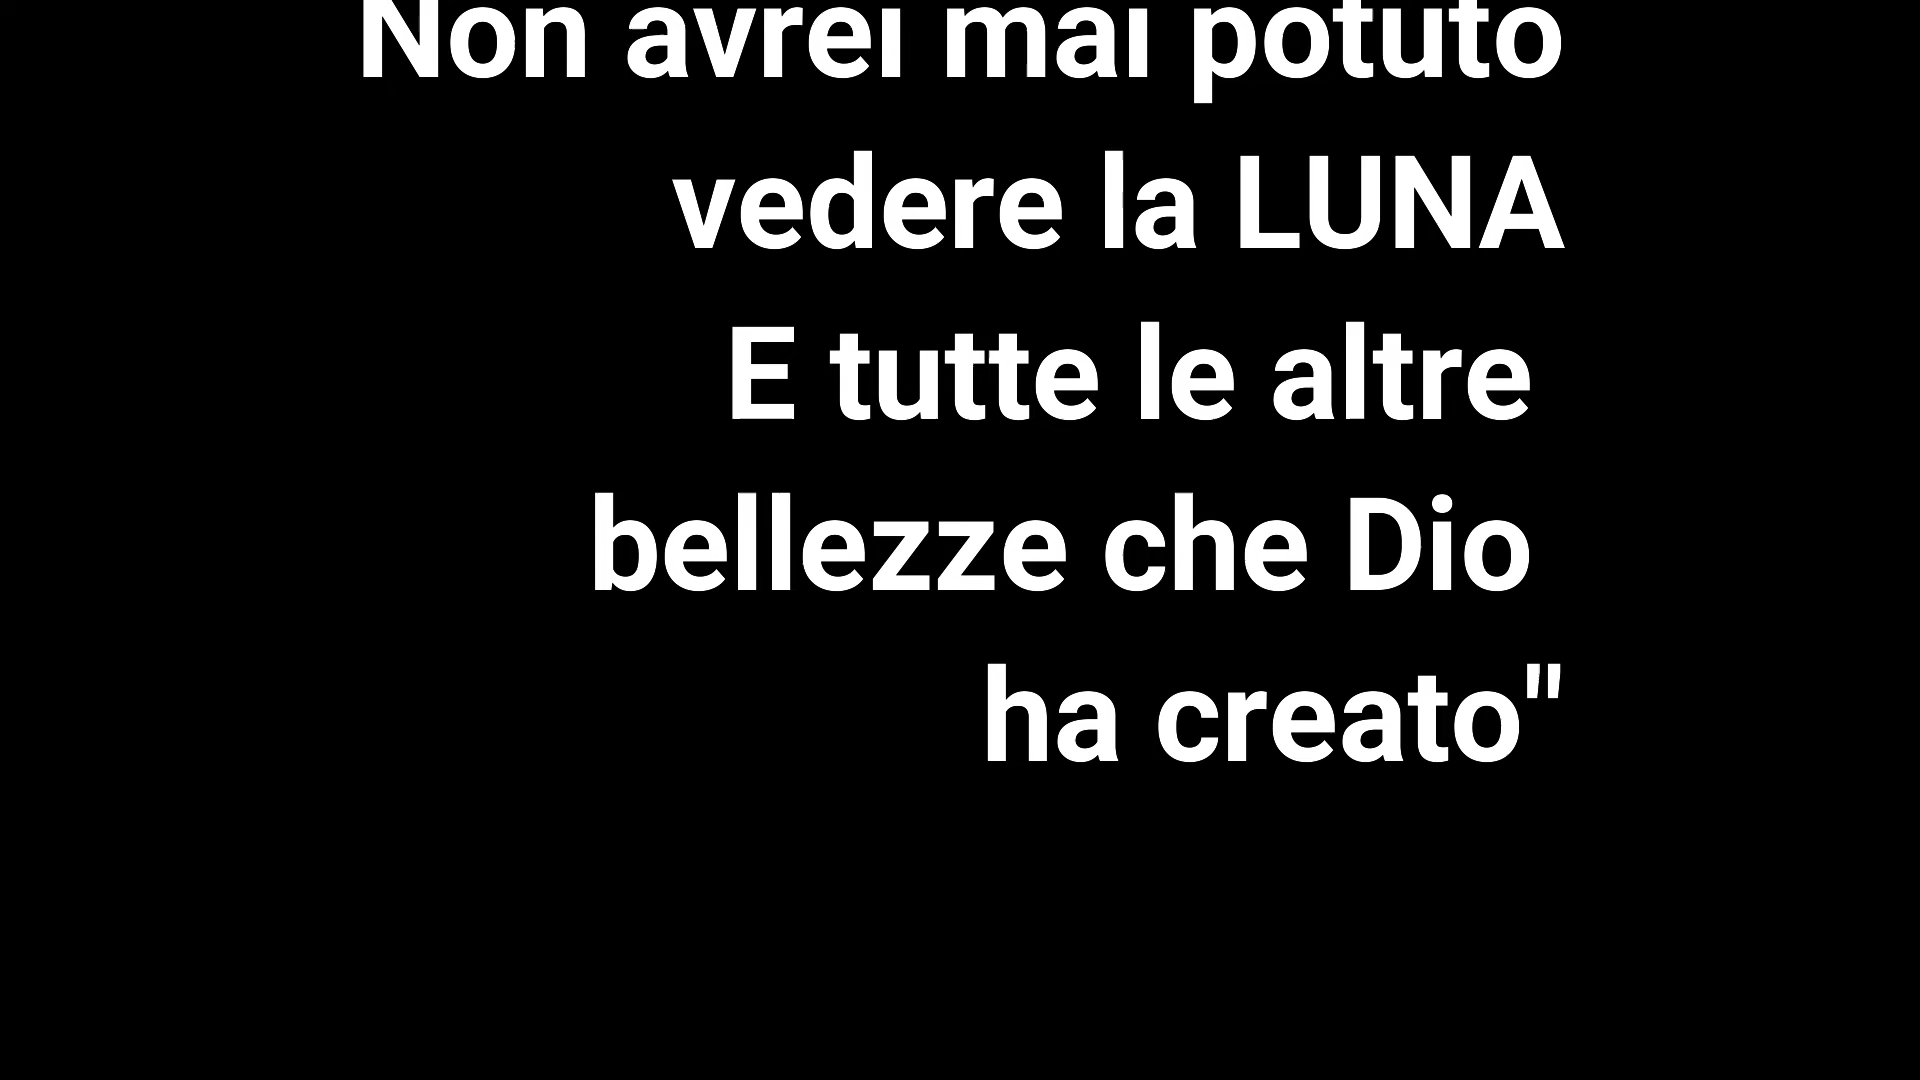 Non avrei mai potuto
vedere la LUNA
E tutte le altre
bellezze che Dio
ha creato"